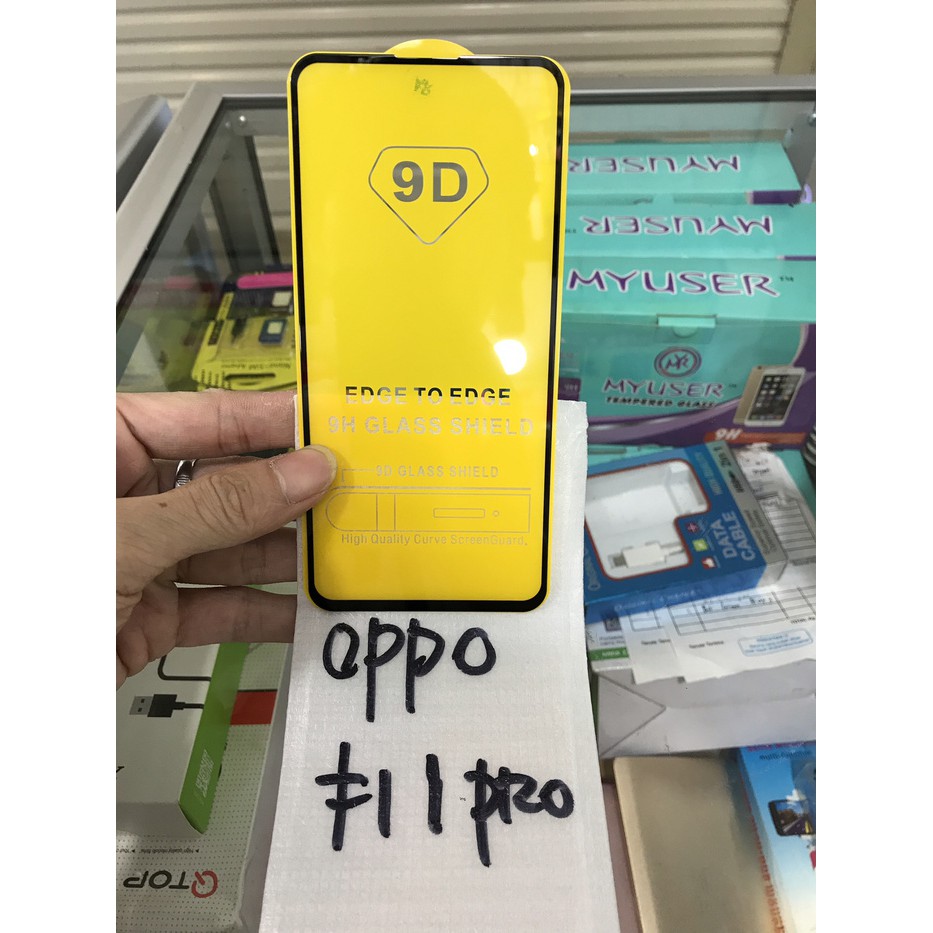 9D
EDGE TO EDGE
9H GLASS SHIELD
9D GLASS SHIELD
High Quality Curve ScreenGuard.
OPPO
F11 pro
MYUSER
MYUSER
MYUSER™
MYUSER
TEMPERED GLASS
9H
DATA
CABLE
QTOP